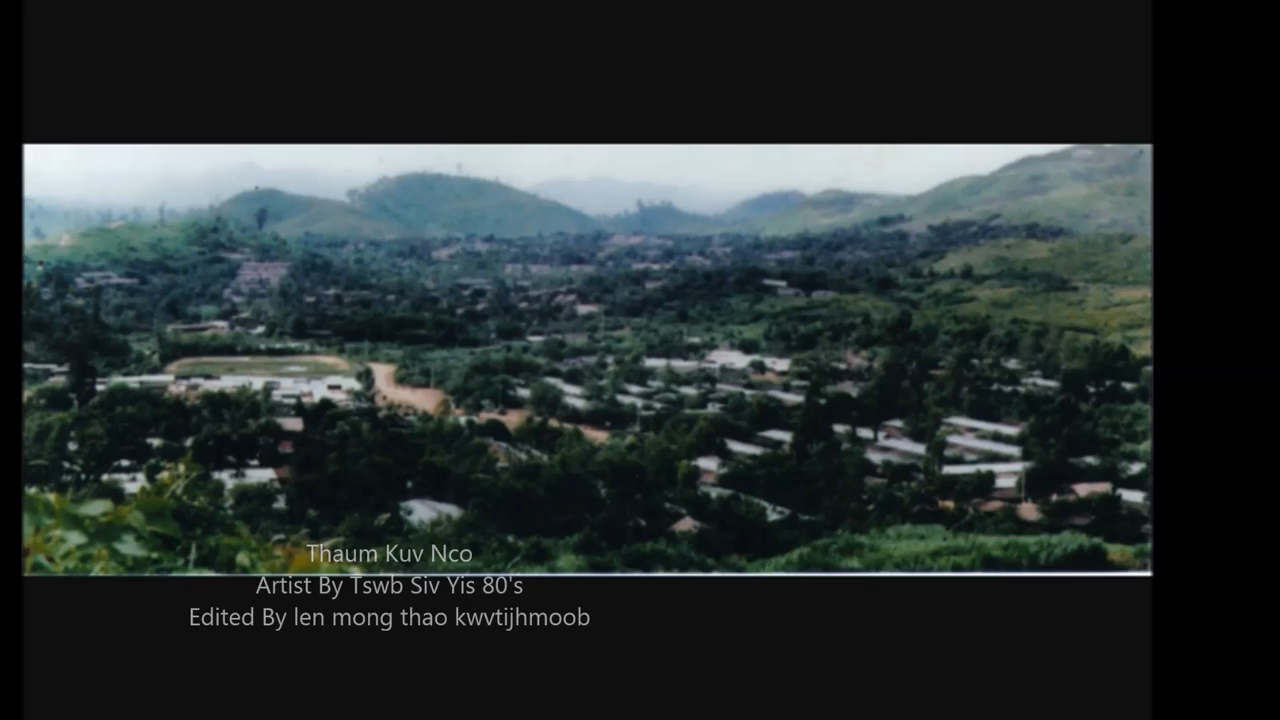 Thaum Kuv Nco
Artist By Tswb Siv Yis 80's
Edited By len mong thao kwvtijhmoob